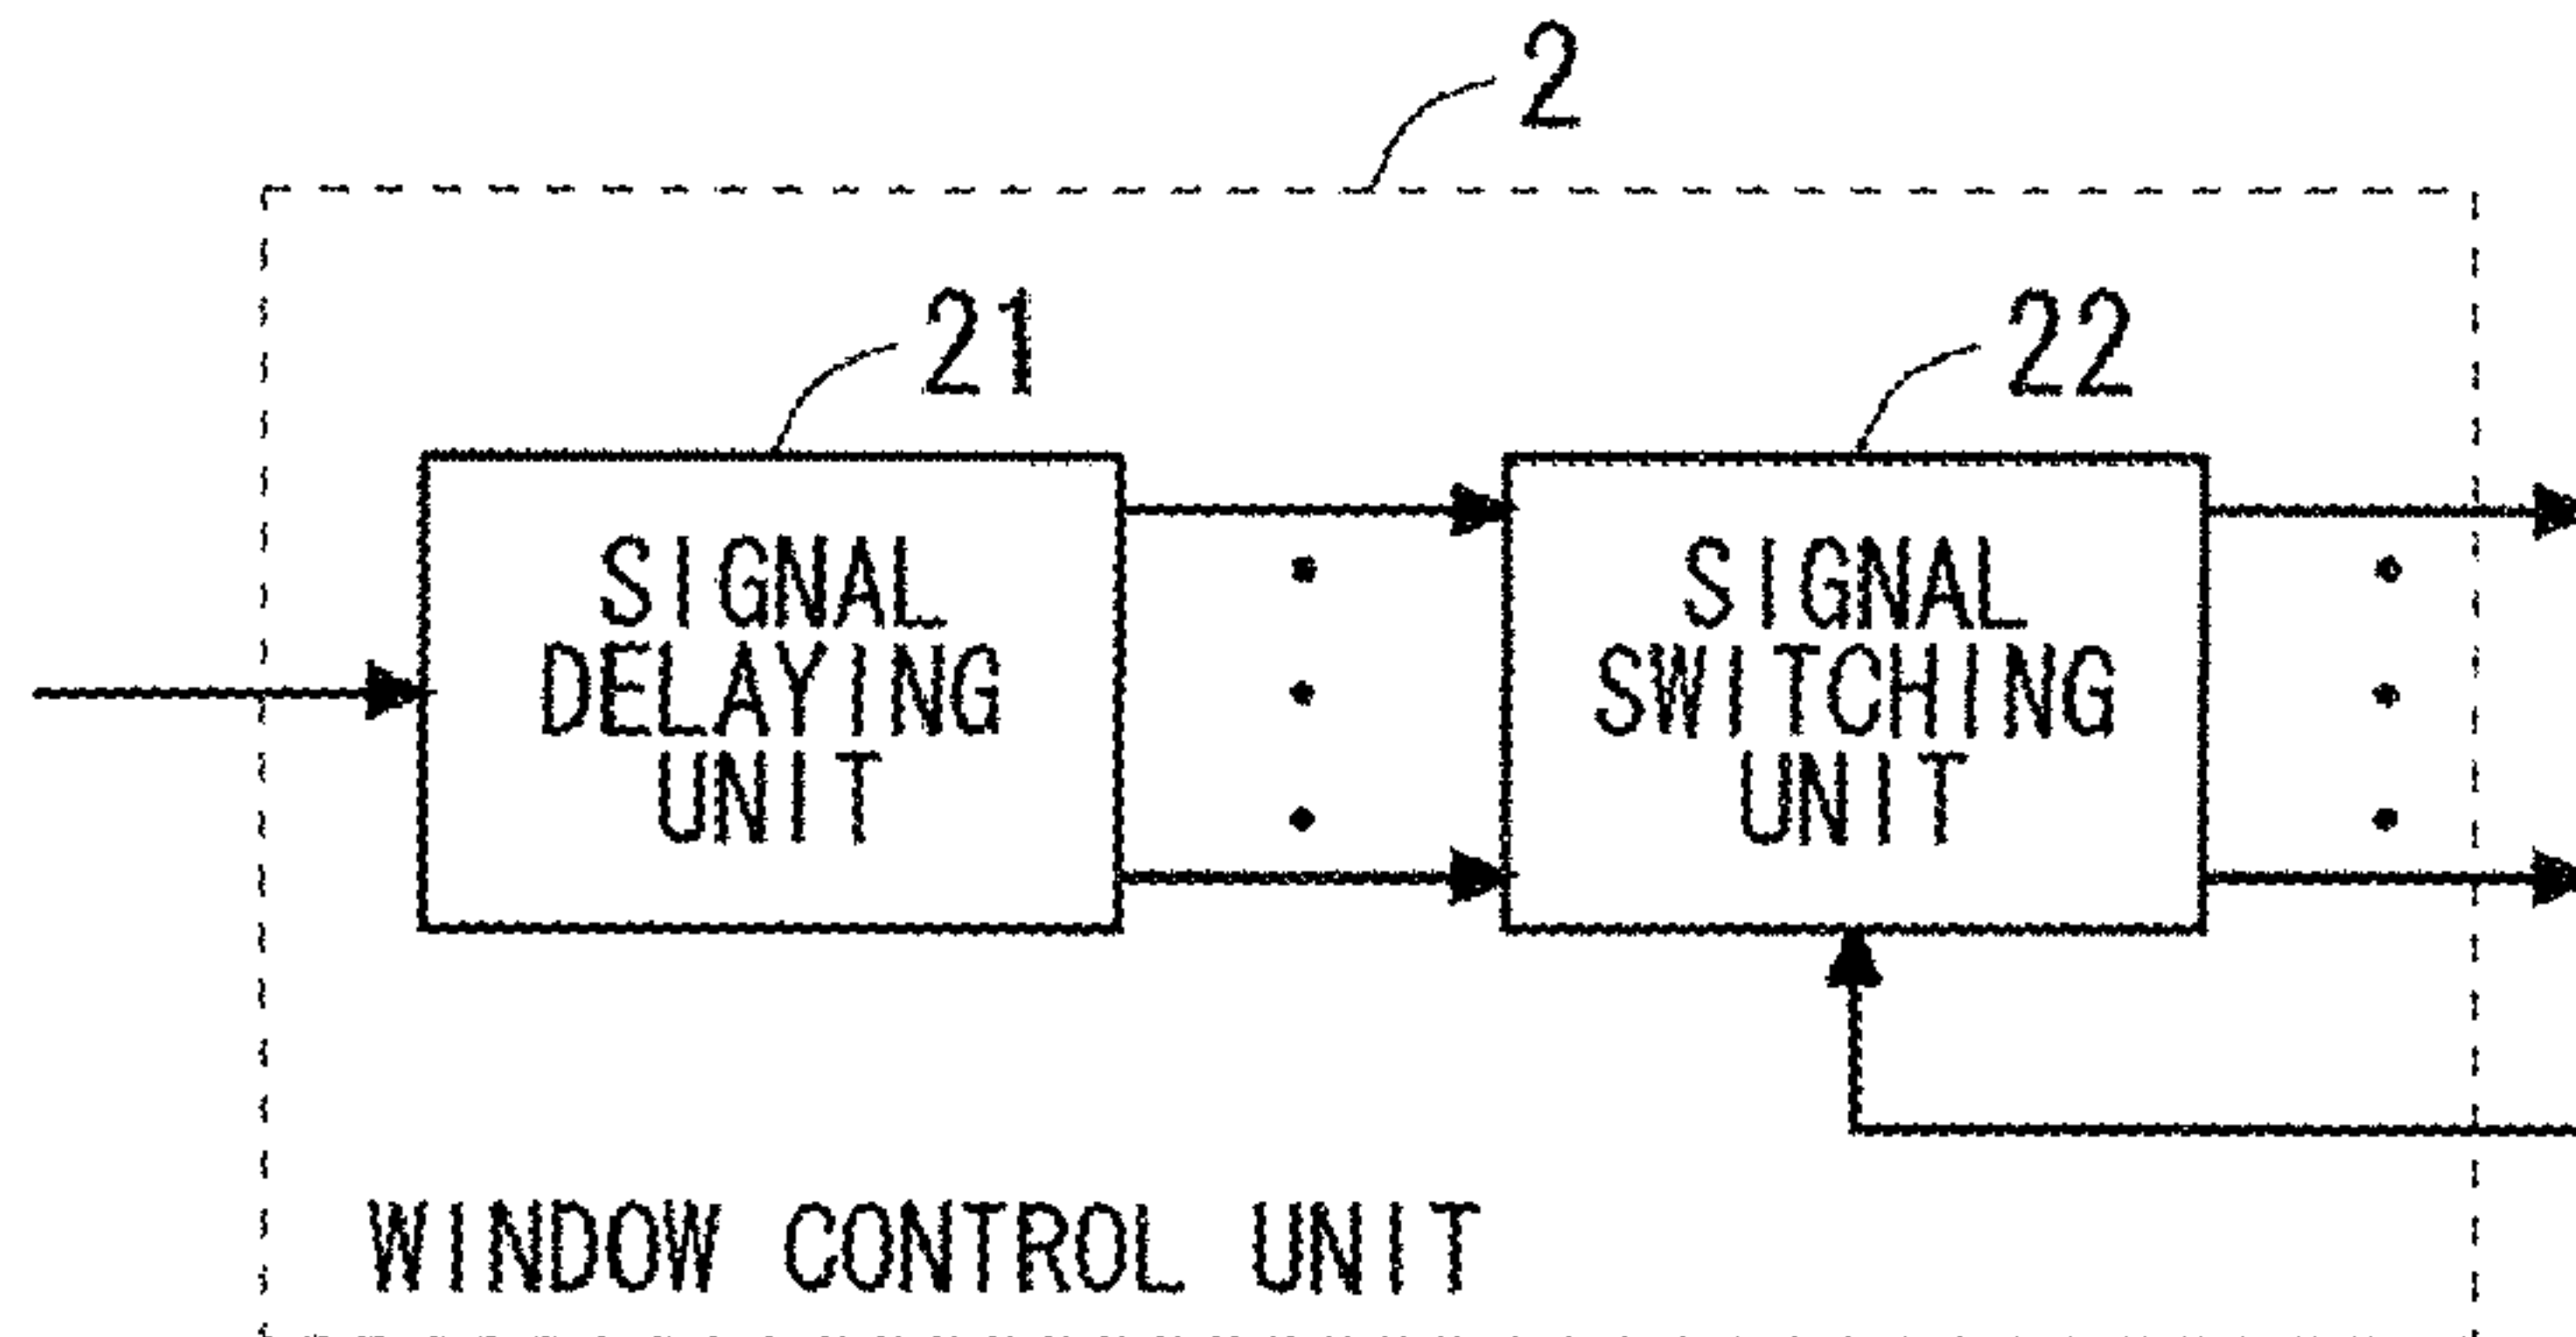 2
21
22
SIGNAL
DELAYING
UNIT
SIGNAL
SWITCHING
UNIT
WINDOW CONTROL UNIT